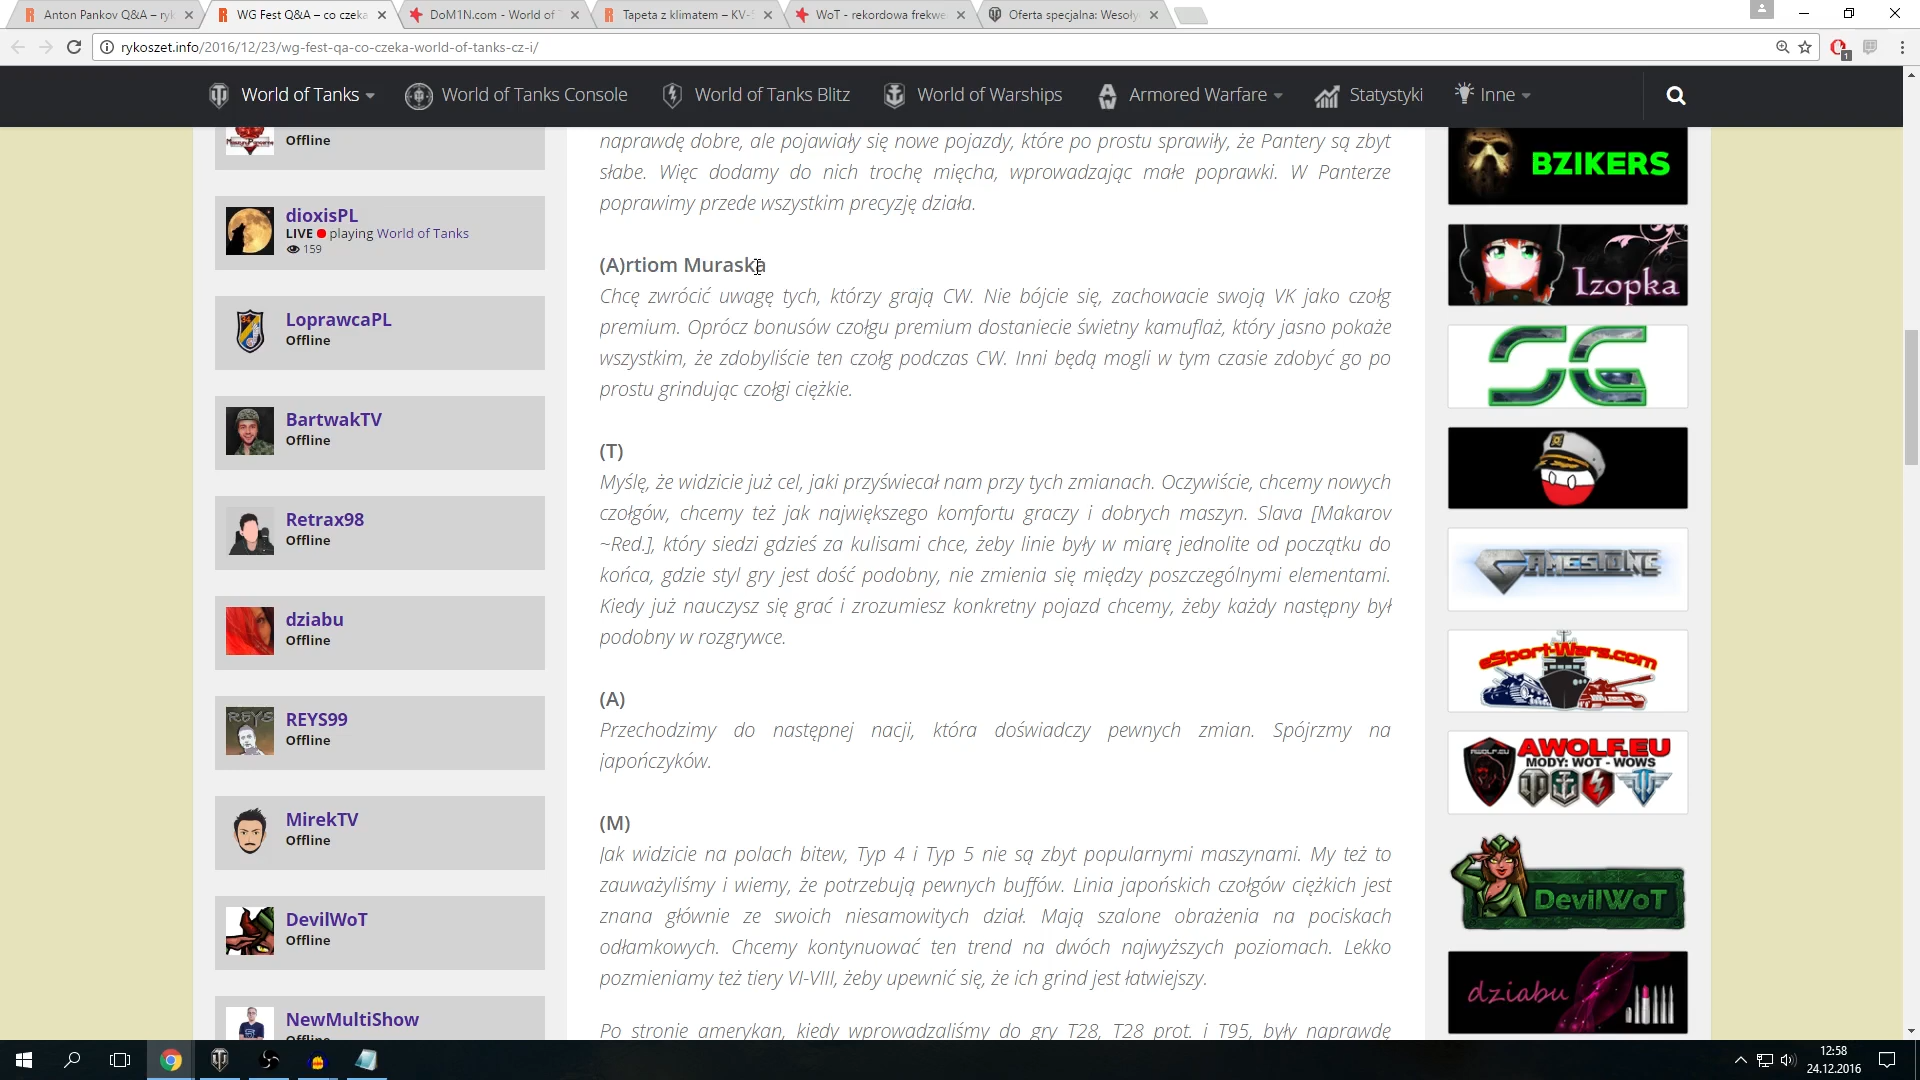 Anton Pankov Q&A – ryk
WG Fest Q&A – co czeka
DoM1N.com - World of T
Tapeta z klimatem – KV-5
WoT - rekordowa frekwe
Oferta specjalna: Wesoły
rykoszet.info/2016/12/23/wg-fest-qa-co-czeka-world-of-tanks-cz-i/
1
World of Tanks
World of Tanks Console
World of Tanks Blitz
World of Warships
Armored Warfare
Statystyki
Inne
Offline
dioxisPL
LIVE playing World of Tanks
159
LoprawcaPL
Offline
BartwakTV
Offline
Retrax98
Offline
dziabu
Offline
REYS99
Offline
MirekTV
Offline
DevilWoT
Offline
NewMultiShow
Offline
naprawdę dobre, ale pojawiały się nowe pojazdy, które po prostu sprawiły, że Pantery są zbyt
słabe. Więc dodamy do nich trochę mięcha, wprowadzając małe poprawki. W Panterze
poprawimy przede wszystkim precyzję działa.
(A)rtiom Muraska
Chcę zwrócić uwagę tych, którzy grają CW. Nie bójcie się, zachowacie swoją VK jako czołg
premium. Oprócz bonusów czołgu premium dostaniecie świetny kamuflaż, który jasno pokaże
wszystkim, że zdobyliście ten czołg podczas CW. Inni będą mogli w tym czasie zdobyć go po
prostu grindując czołgi ciężkie.
(T)
Myślę, że widzicie już cel, jaki przyświecał nam przy tych zmianach. Oczywiście, chcemy nowych
czołgów, chcemy też jak największego komfortu graczy i dobrych maszyn. Slava [Makarov
~Red.], który siedzi gdzieś za kulisami chce, żeby linie były w miarę jednolite od początku do
końca, gdzie styl gry jest dość podobny, nie zmienia się między poszczególnymi elementami.
Kiedy już nauczysz się grać i zrozumiesz konkretny pojazd chcemy, żeby każdy następny był
podobny w rozgrywce.
(A)
Przechodzimy do następnej nacji, która doświadczy pewnych zmian. Spójrzmy na
japończyków.
(M)
Jak widzicie na polach bitew, Typ 4 i Typ 5 nie są zbyt popularnymi maszynami. My też to
zauważyliśmy i wiemy, że potrzebują pewnych buffów. Linia japońskich czołgów ciężkich jest
znana głównie ze swoich niesamowitych dział. Mają szalone obrażenia na pociskach
odłamkowych. Chcemy kontynuować ten trend na dwóch najwyższych poziomach. Lekko
pozmieniamy też tiery VI-VIII, żeby upewnić się, że ich grind jest łatwiejszy.
Po stronie amerykan, kiedy wprowadzaliśmy do gry T28, T28 prot. i T95, były naprawdę
BZIKERS
Izopka
SG
GAMESTONE
eSport-Wars.com
AWOLF.EU
MODY: WOT - WOWS
DevilWoT
dziabu
12:58
24.12.2016